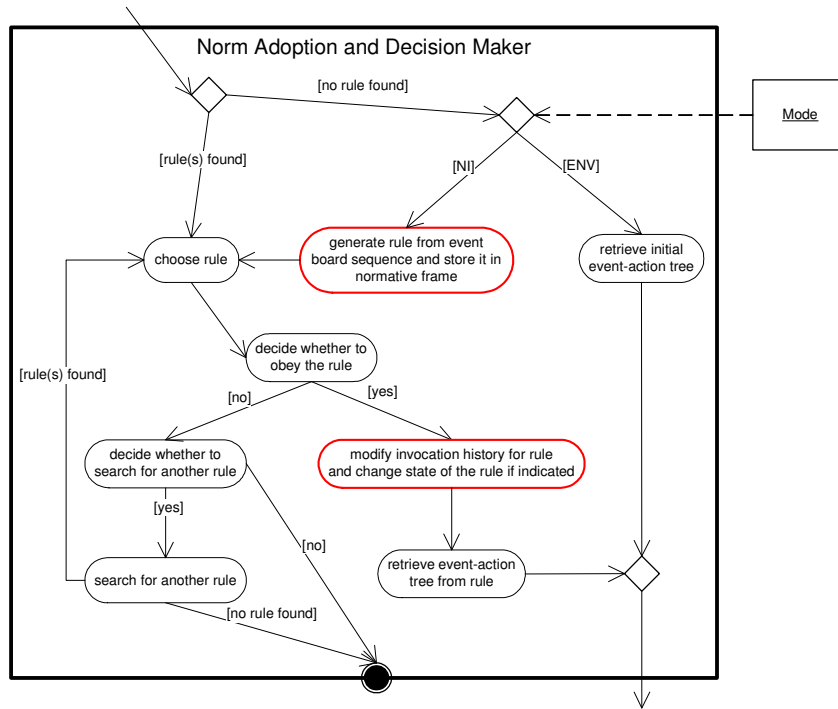 Norm Adoption and Decision Maker
[no rule found]
Mode
[rule(s) found]
[NI]
[ENV]
choose rule
generate rule from event
board sequence and store it in
normative frame
retrieve initial
event-action tree
decide whether to
obey the rule
[rule(s) found]
[no]
[yes]
decide whether to
search for another rule
modify invocation history for rule
and change state of the rule if indicated
[yes]
[no]
search for another rule
retrieve event-action
tree from rule
[no rule found]